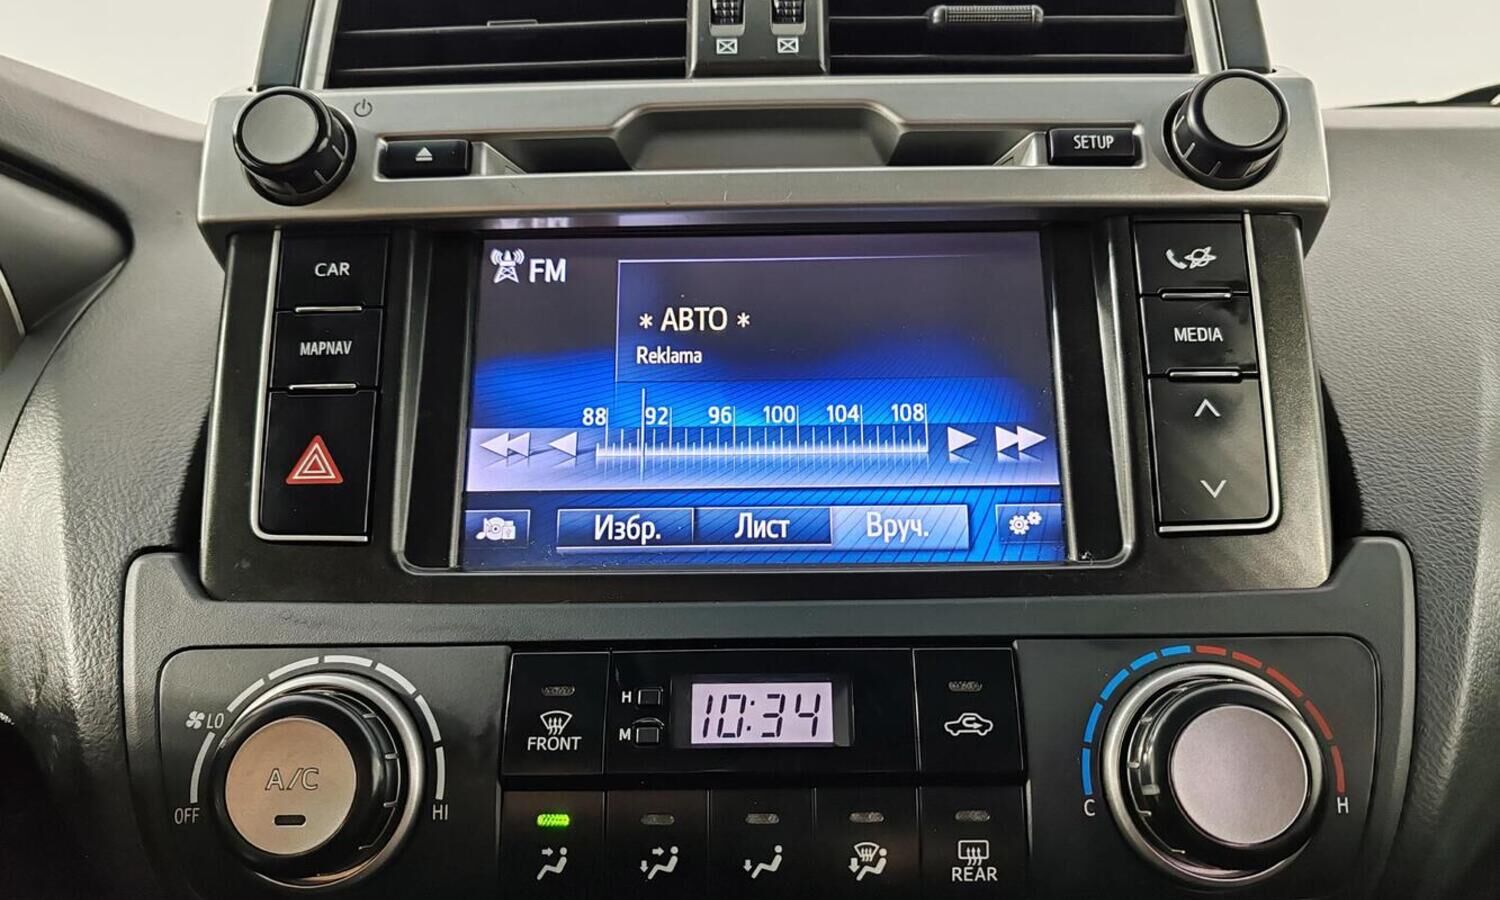 SETUP
CAR
MAPNAV
MEDIA
FM
* АВТО *
Reklama
88 92 96 100 104 108
Избр. Лист Вруч.
H
M
10:34
FRONT
LO
A/C
OFF
HI
C
H
REAR